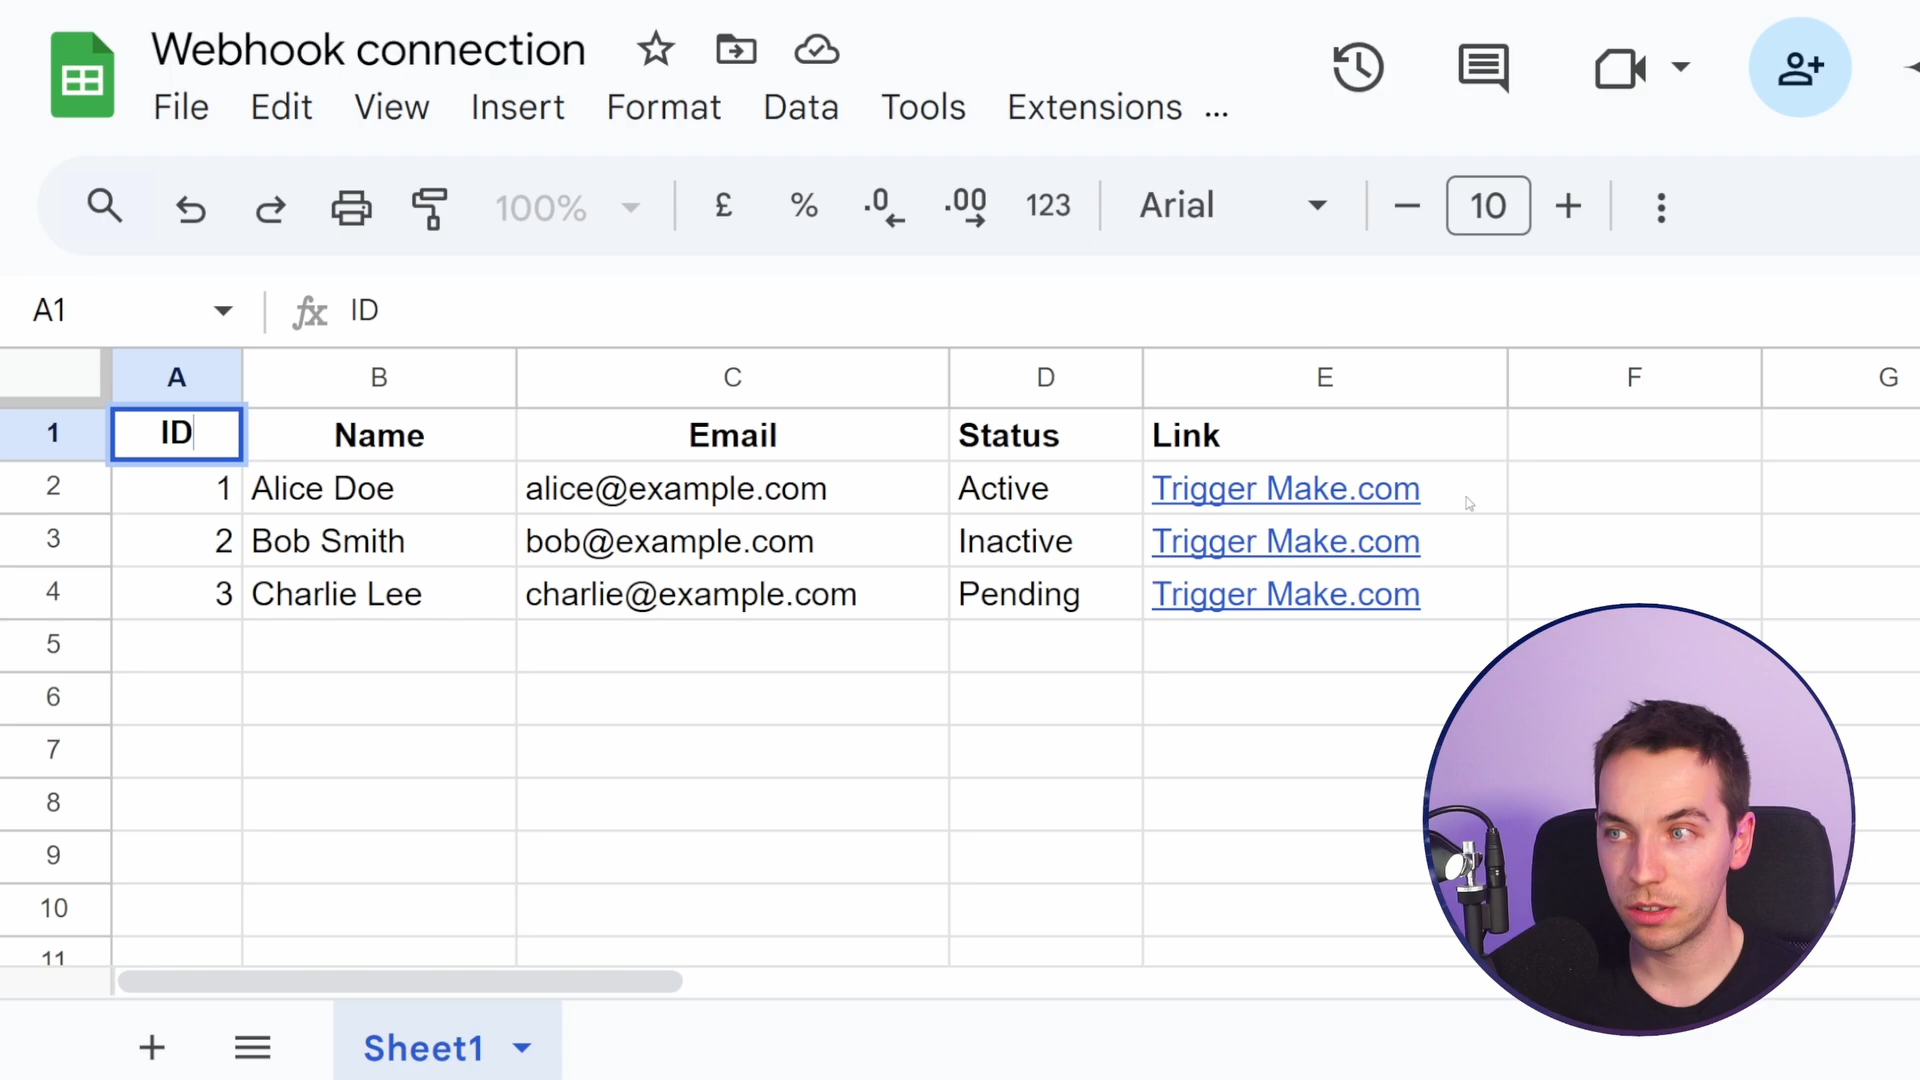 Webhook connection
File Edit View Insert Format Data Tools Extensions ...
100% £ % .0 .00 123 Arial 10
A1 fx ID
A B C D E F G
1 ID Name Email Status Link
2 1 Alice Doe alice@example.com Active Trigger Make.com
3 2 Bob Smith bob@example.com Inactive Trigger Make.com
4 3 Charlie Lee charlie@example.com Pending Trigger Make.com
5
6
7
8
9
10
11
Sheet1